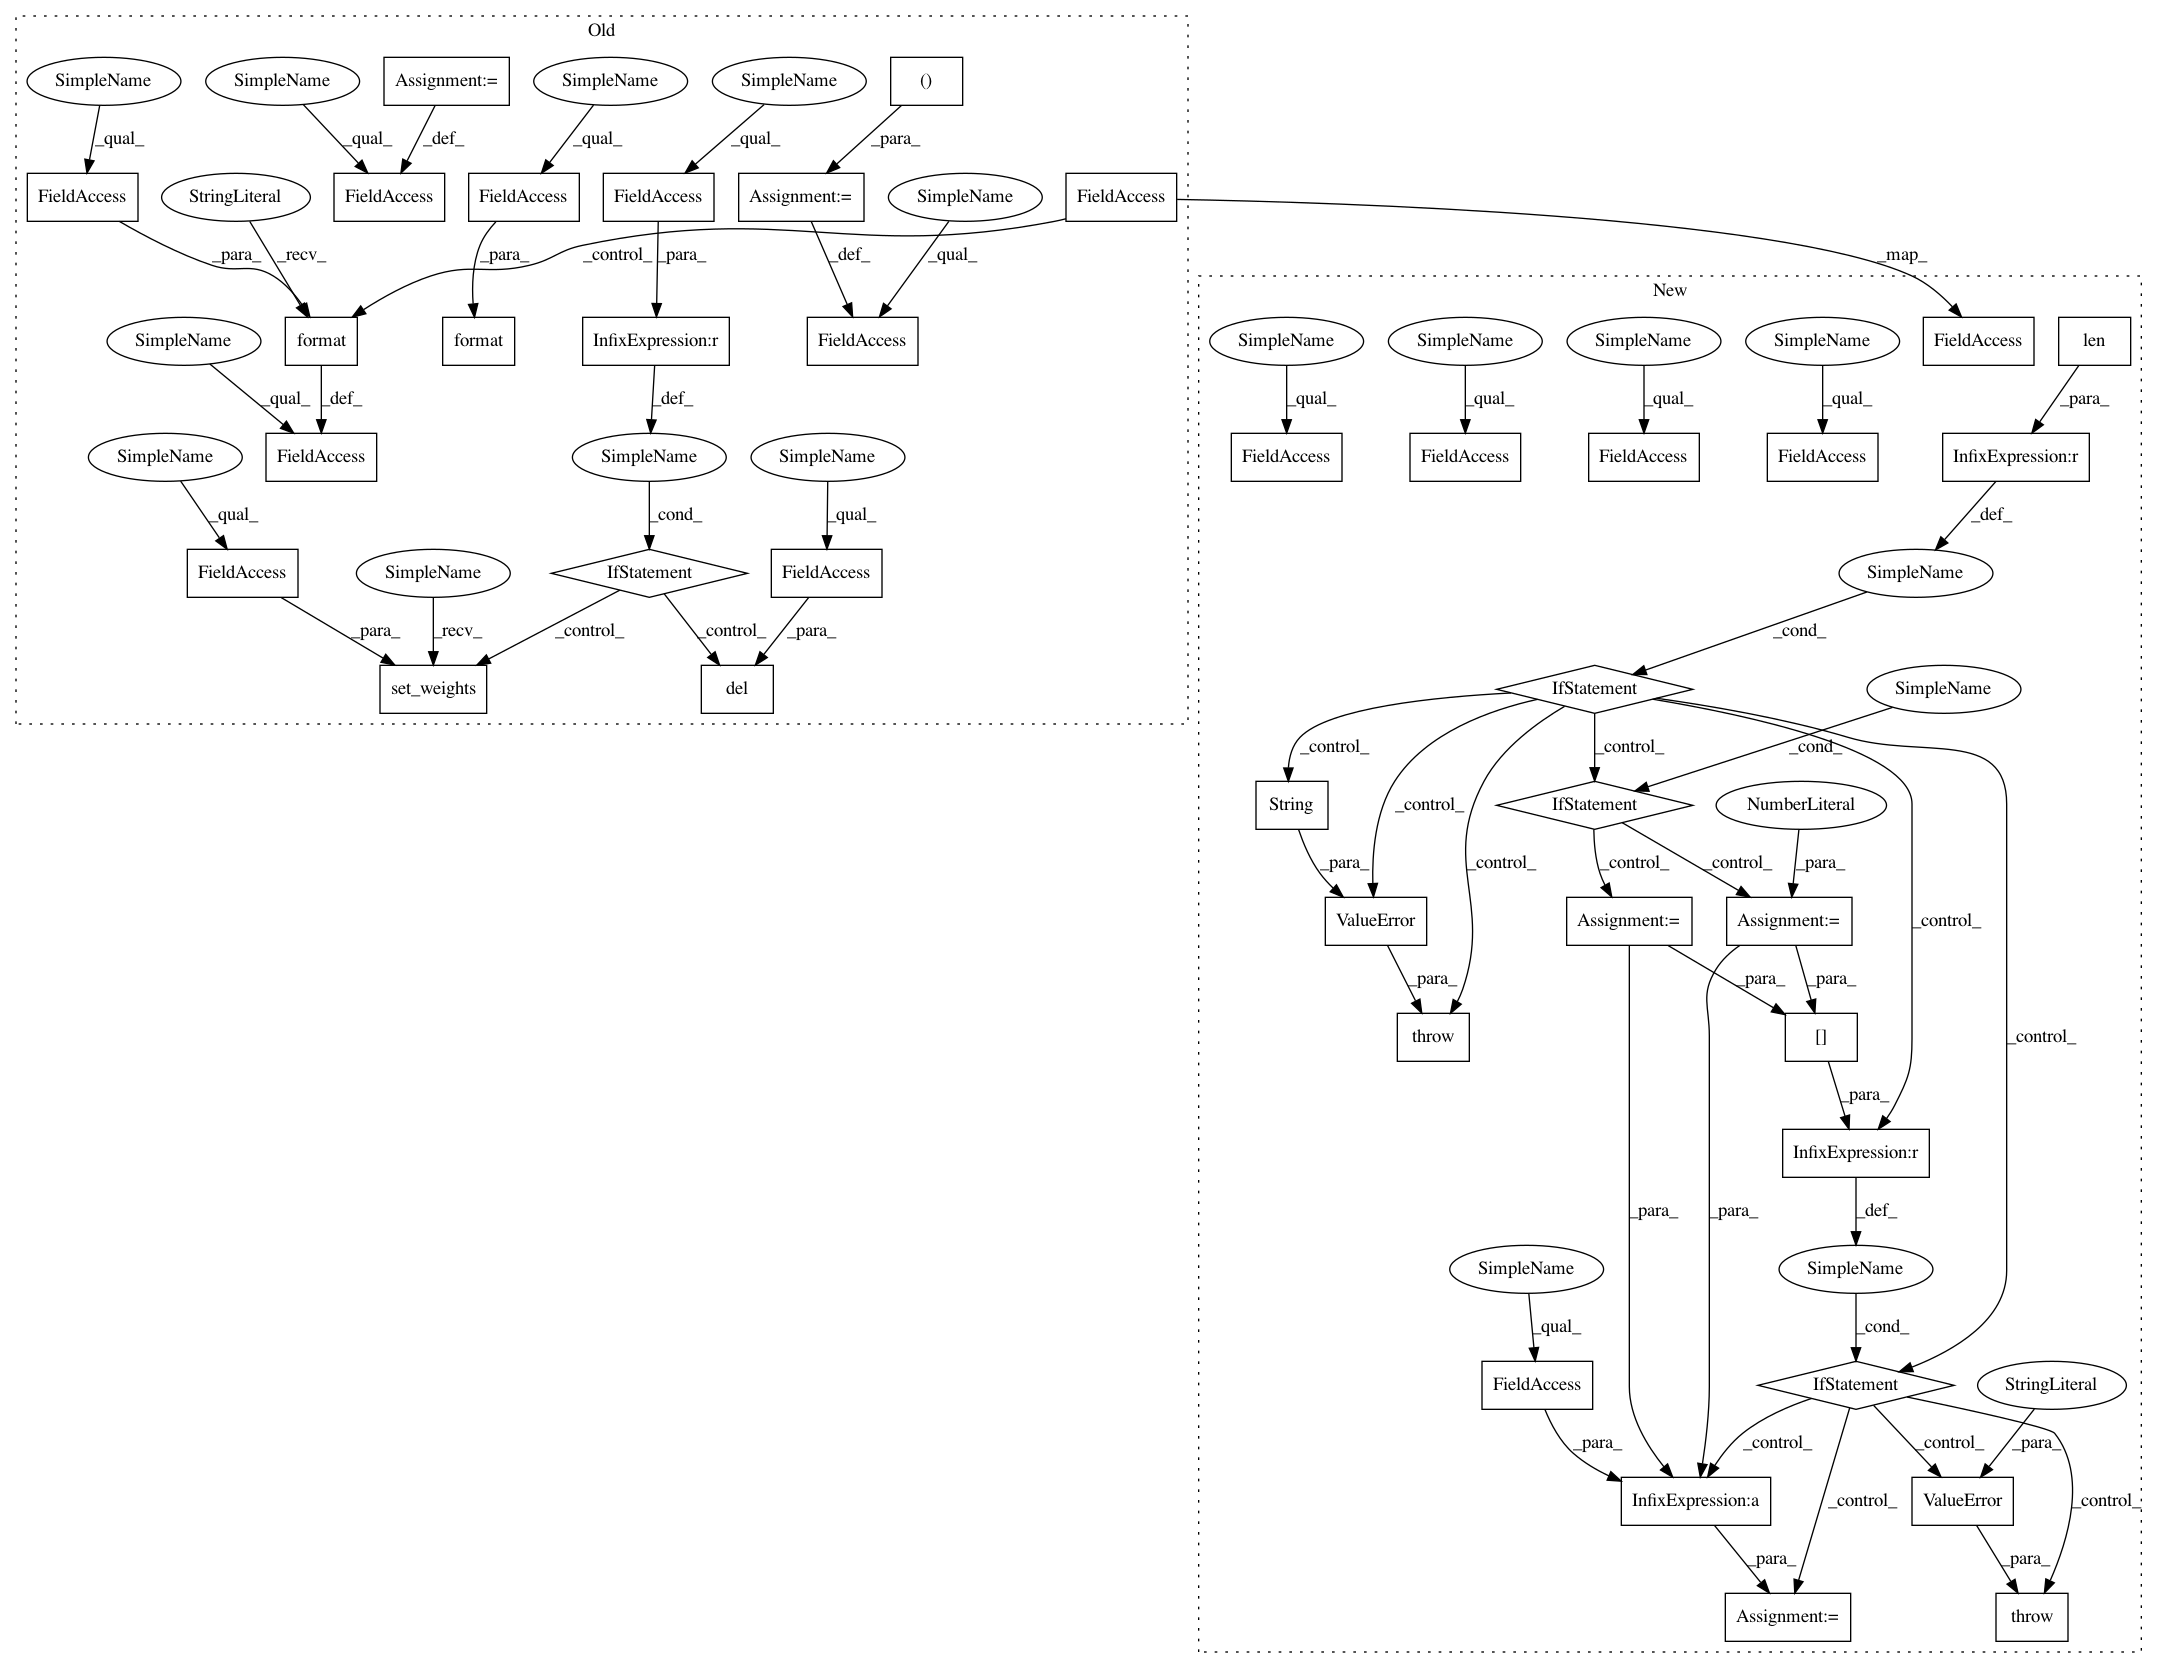 Old
SimpleName
SimpleName
Assignment:=
SimpleName
SimpleName
()
_qual_
_qual_
_def_
_qual_
_qual_
_para_
FieldAccess
StringLiteral
FieldAccess
FieldAccess
FieldAccess
Assignment:=
SimpleName
FieldAccess
_para_
_recv_
_para_
_control_
_para_
_def_
_qual_
_map_
New
SimpleName
format
format
InfixExpression:r
FieldAccess
SimpleName
SimpleName
SimpleName
SimpleName
FieldAccess
len
_qual_
_def_
_def_
_qual_
_qual_
_qual_
_qual_
_para_
SimpleName
FieldAccess
SimpleName
SimpleName
FieldAccess
FieldAccess
FieldAccess
FieldAccess
InfixExpression:r
_qual_
_cond_
_qual_
_def_
FieldAccess
SimpleName
IfStatement
FieldAccess
SimpleName
_para_
_recv_
_control_
_control_
_para_
_cond_
set_weights
del
IfStatement
SimpleName
_control_
_control_
_cond_
String
IfStatement
NumberLiteral
_control_
_para_
_control_
_control_
_control_
_para_
ValueError
Assignment:=
Assignment:=
_control_
_para_
_para_
_para_
throw
[]
_control_
_para_
InfixExpression:r
_para_
_para_
_def_
SimpleName
SimpleName
_qual_
_cond_
FieldAccess
IfStatement
StringLiteral
_para_
_control_
_control_
_para_
InfixExpression:a
ValueError
_control_
_control_
_para_
_para_
Assignment:=
throw